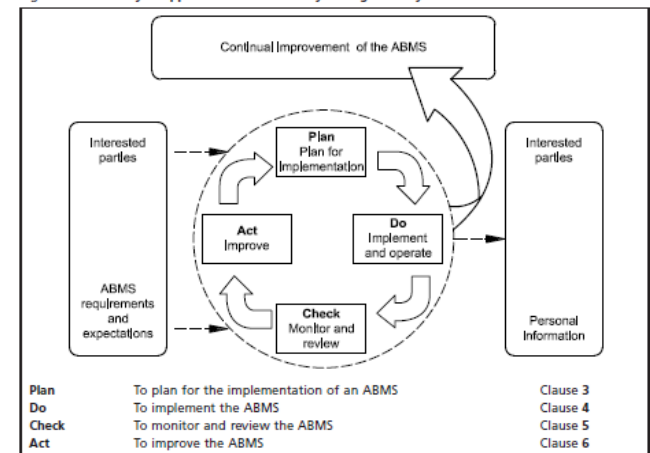 Continual Improvement of the ABMS
Interested
parties
Plan
Plan for
Implementation
Interested
parties
Act
Improve
Do
Implement
and operate
ABMS
requirements
and
expectations
Check
Monitor and
review
Personal
Information
Plan To plan for the implementation of an ABMS Clause 3
Do To implement the ABMS Clause 4
Check To monitor and review the ABMS Clause 5
Act To improve the ABMS Clause 6